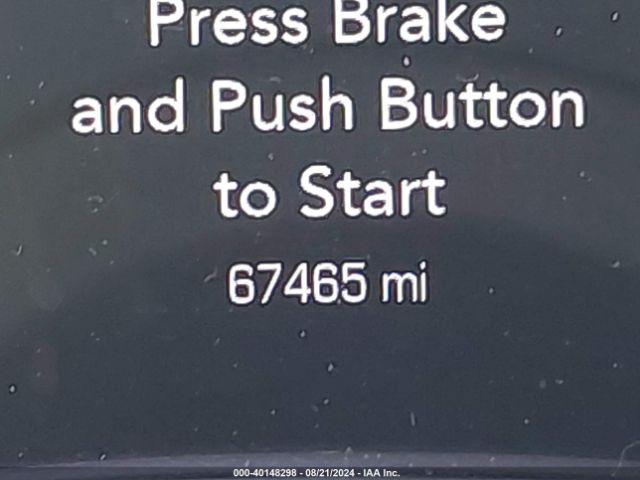 Press Brake
and Push Button
to Start
67465 mi
000-40148298 - 08/21/2024 - IAA Inc.